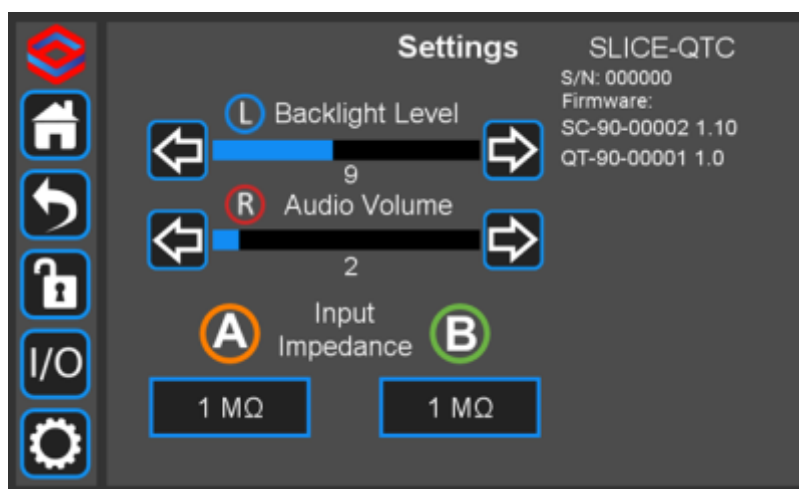 Settings
SLICE-QTC
S/N: 000000
Firmware:
SC-90-00002 1.10
QT-90-00001 1.0
L Backlight Level
9
R Audio Volume
2
A Input Impedance B
1 MΩ
1 MΩ
I/O